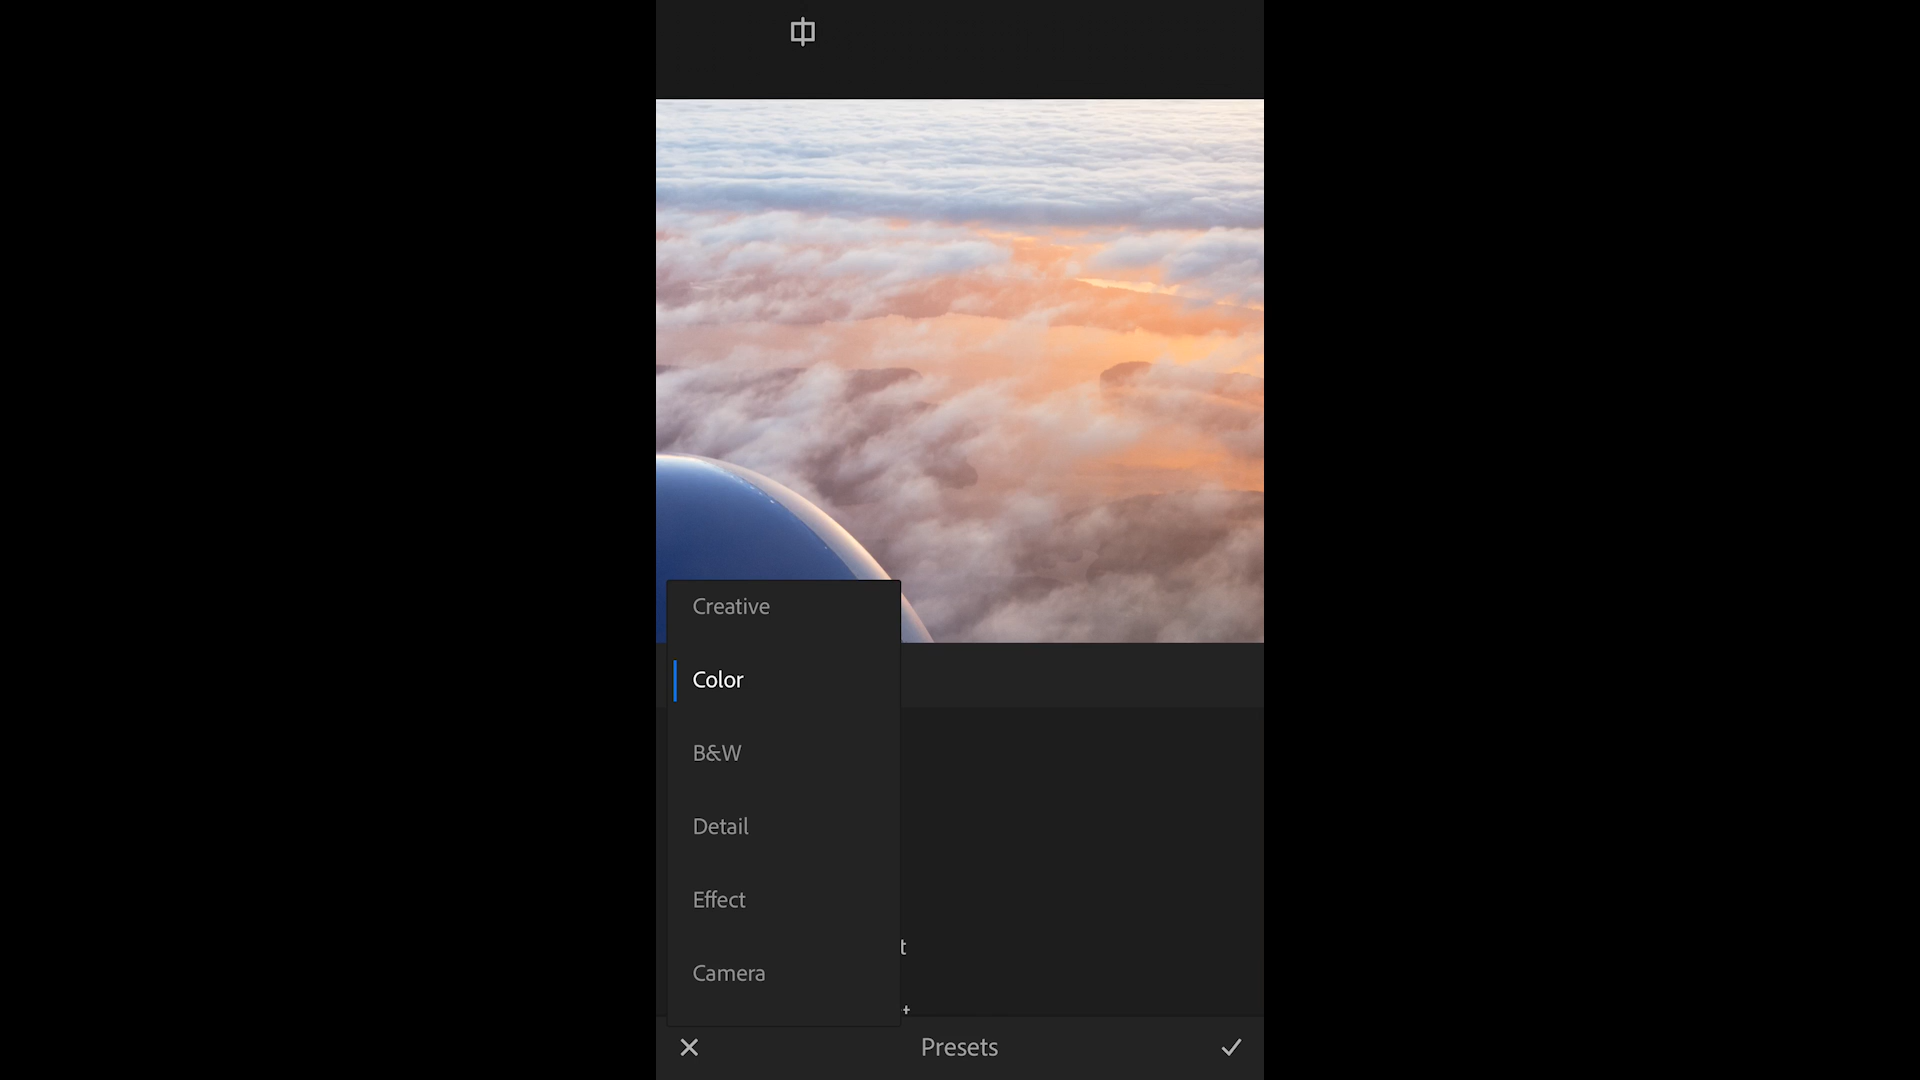 Creative
Color
B&W
Detail
Effect
t
Camera
Presets